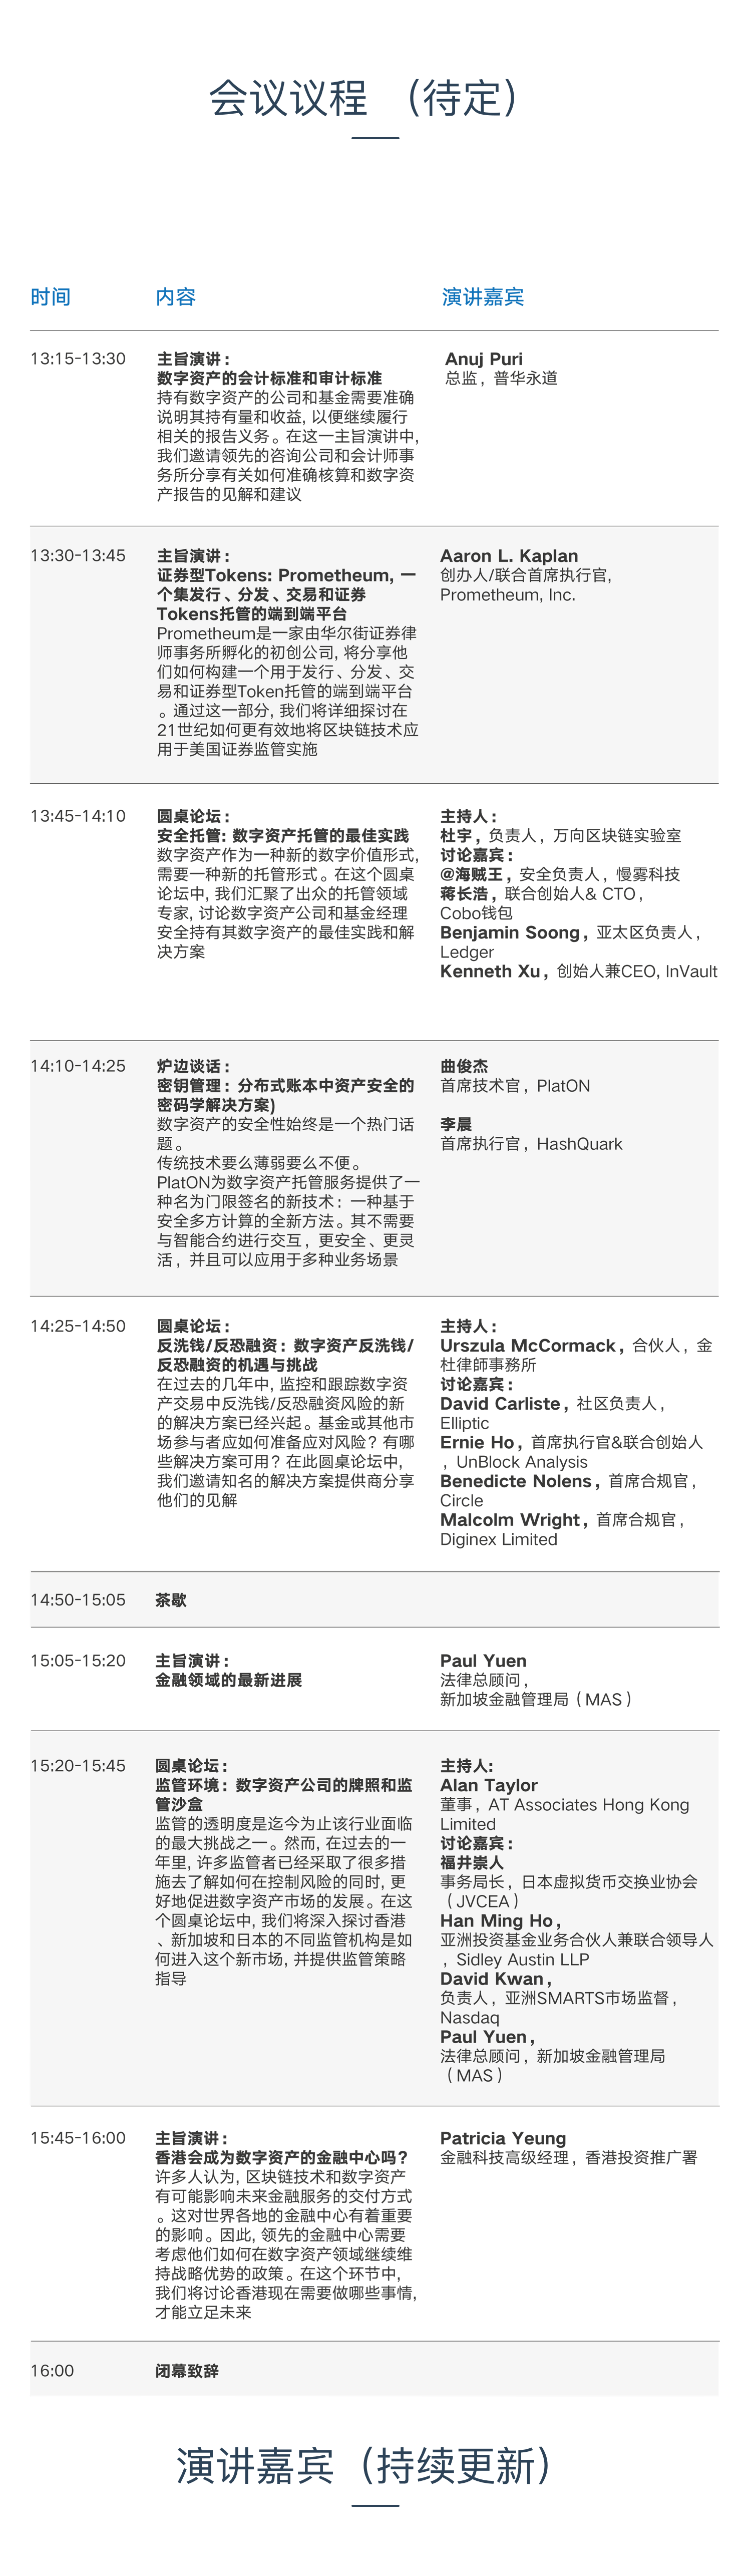 会议议程 （待定）
时间 内容 演讲嘉宾
13:15-13:30
主旨演讲：
数字资产的会计标准和审计标准
持有数字资产的公司和基金需要准确
说明其持有量和收益, 以便继续履行
相关的报告义务。在这一主旨演讲中,
我们邀请领先的咨询公司和会计师事
务所分享有关如何准确核算和数字资
产报告的见解和建议
Anuj Puri
总监，普华永道
13:30-13:45
主旨演讲：
证券型Tokens: Prometheum, 一
个集发行、分发、交易和证券
Tokens托管的端到端平台
Prometheum是一家由华尔街证券律
师事务所孵化的初创公司, 将分享他
们如何构建一个用于发行、分发、交
易和证券型Token托管的端到端平台
。通过这一部分, 我们将详细探讨在
21世纪如何更有效地将区块链技术应
用于美国证券监管实施
Aaron L. Kaplan
创办人/联合首席执行官,
Prometheum, Inc.
13:45-14:10
圆桌论坛：
安全托管: 数字资产托管的最佳实践
数字资产作为一种新的数字价值形式,
需要一种新的托管形式。在这个圆桌
论坛中, 我们汇聚了出众的托管领域
专家, 讨论数字资产公司和基金经理
安全持有其数字资产的最佳实践和解
决方案
主持人：
杜宇，负责人，万向区块链实验室
讨论嘉宾：
@海贼王，安全负责人，慢雾科技
蒋长浩，联合创始人& CTO，
Cobo钱包
Benjamin Soong，亚太区负责人，
Ledger
Kenneth Xu，创始人兼CEO, InVault
14:10-14:25
炉边谈话：
密钥管理：分布式账本中资产安全的
密码学解决方案)
数字资产的安全性始终是一个热门话
题。
传统技术要么薄弱要么不便。
PlatON为数字资产托管服务提供了一
种名为门限签名的新技术：一种基于
安全多方计算的全新方法。其不需要
与智能合约进行交互，更安全、更灵
活，并且可以应用于多种业务场景
曲俊杰
首席技术官，PlatON
李晨
首席执行官，HashQuark
14:25-14:50
圆桌论坛：
反洗钱/反恐融资：数字资产反洗钱/
反恐融资的机遇与挑战
在过去的几年中, 监控和跟踪数字资
产交易中反洗钱/反恐融资风险的新
的解决方案已经兴起。基金或其他市
场参与者应如何准备应对风险？有哪
些解决方案可用？在此圆桌论坛中,
我们邀请知名的解决方案提供商分享
他们的见解
主持人：
Urszula McCormack，合伙人，金
杜律師事務所
讨论嘉宾：
David Carliste，社区负责人，
Elliptic
Ernie Ho，首席执行官&联合创始人
，UnBlock Analysis
Benedicte Nolens，首席合规官，
Circle
Malcolm Wright，首席合规官，
Diginex Limited
14:50-15:05 茶歇
15:05-15:20
主旨演讲：
金融领域的最新进展
Paul Yuen
法律总顾问，
新加坡金融管理局（MAS）
15:20-15:45
圆桌论坛：
监管环境：数字资产公司的牌照和监
管沙盒
监管的透明度是迄今为止该行业面临
的最大挑战之一。然而, 在过去的一
年里, 许多监管者已经采取了很多措
施去了解如何在控制风险的同时, 更
好地促进数字资产市场的发展。在这
个圆桌论坛中, 我们将深入探讨香港
、新加坡和日本的不同监管机构是如
何进入这个新市场, 并提供监管策略
指导
主持人:
Alan Taylor
董事，AT Associates Hong Kong
Limited
讨论嘉宾：
福井崇人
事务局长，日本虚拟货币交换业协会
（JVCEA）
Han Ming Ho，
亚洲投资基金业务合伙人兼联合领导人
，Sidley Austin LLP
David Kwan，
负责人，亚洲SMARTS市场监督，
Nasdaq
Paul Yuen，
法律总顾问，新加坡金融管理局
（MAS）
15:45-16:00
主旨演讲：
香港会成为数字资产的金融中心吗？
许多人认为, 区块链技术和数字资产
有可能影响未来金融服务的交付方式
。这对世界各地的金融中心有着重要
的影响。因此, 领先的金融中心需要
考虑他们如何在数字资产领域继续维
持战略优势的政策。在这个环节中,
我们将讨论香港现在需要做哪些事情,
才能立足未来
Patricia Yeung
金融科技高级经理，香港投资推广署
16:00 闭幕致辞
演讲嘉宾（持续更新）